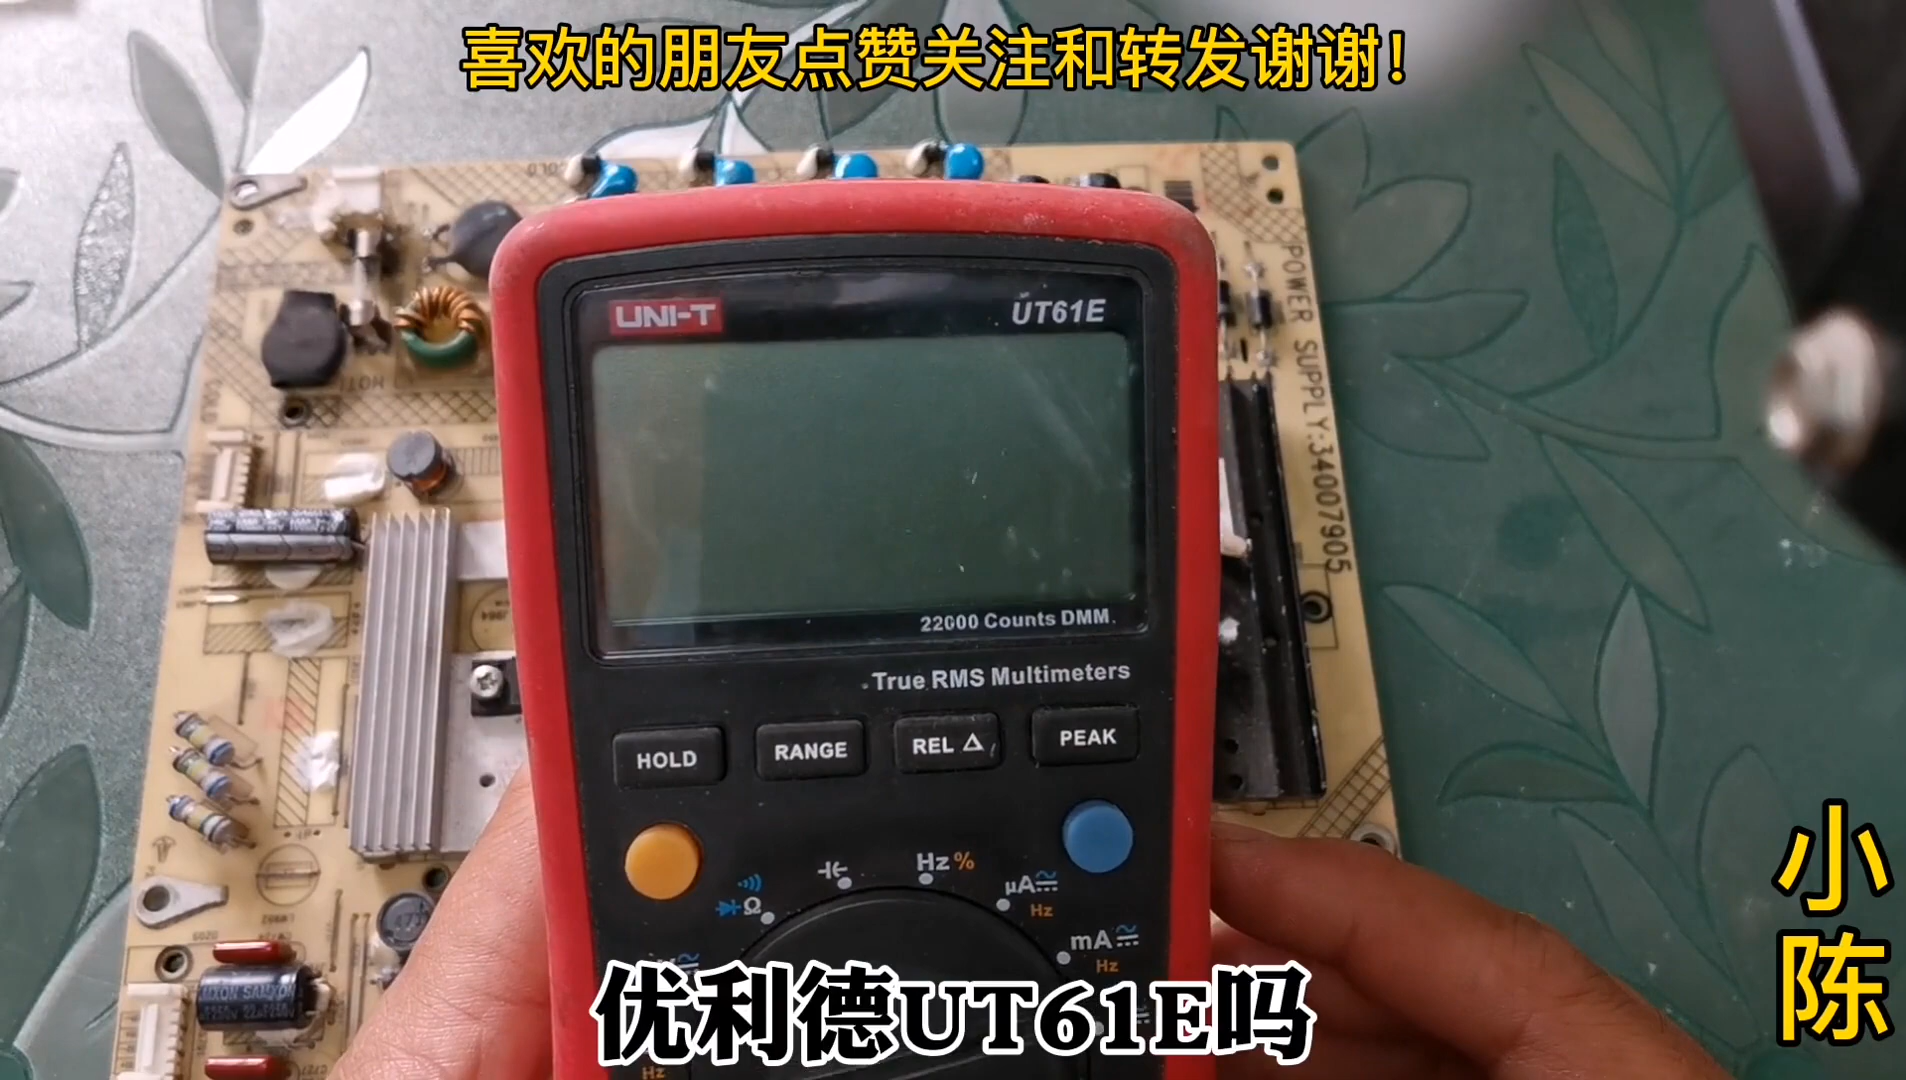 喜欢的朋友点赞关注和转发谢谢！
UNI-T
UT61E
22000 Counts DMM
True RMS Multimeters
HOLD
RANGE
REL △
PEAK
Hz %
Ω
μA
Hz
mA
Hz
Hz
POWER SUPPLY:34007905
COLD
小陈
优利德UT61E吗